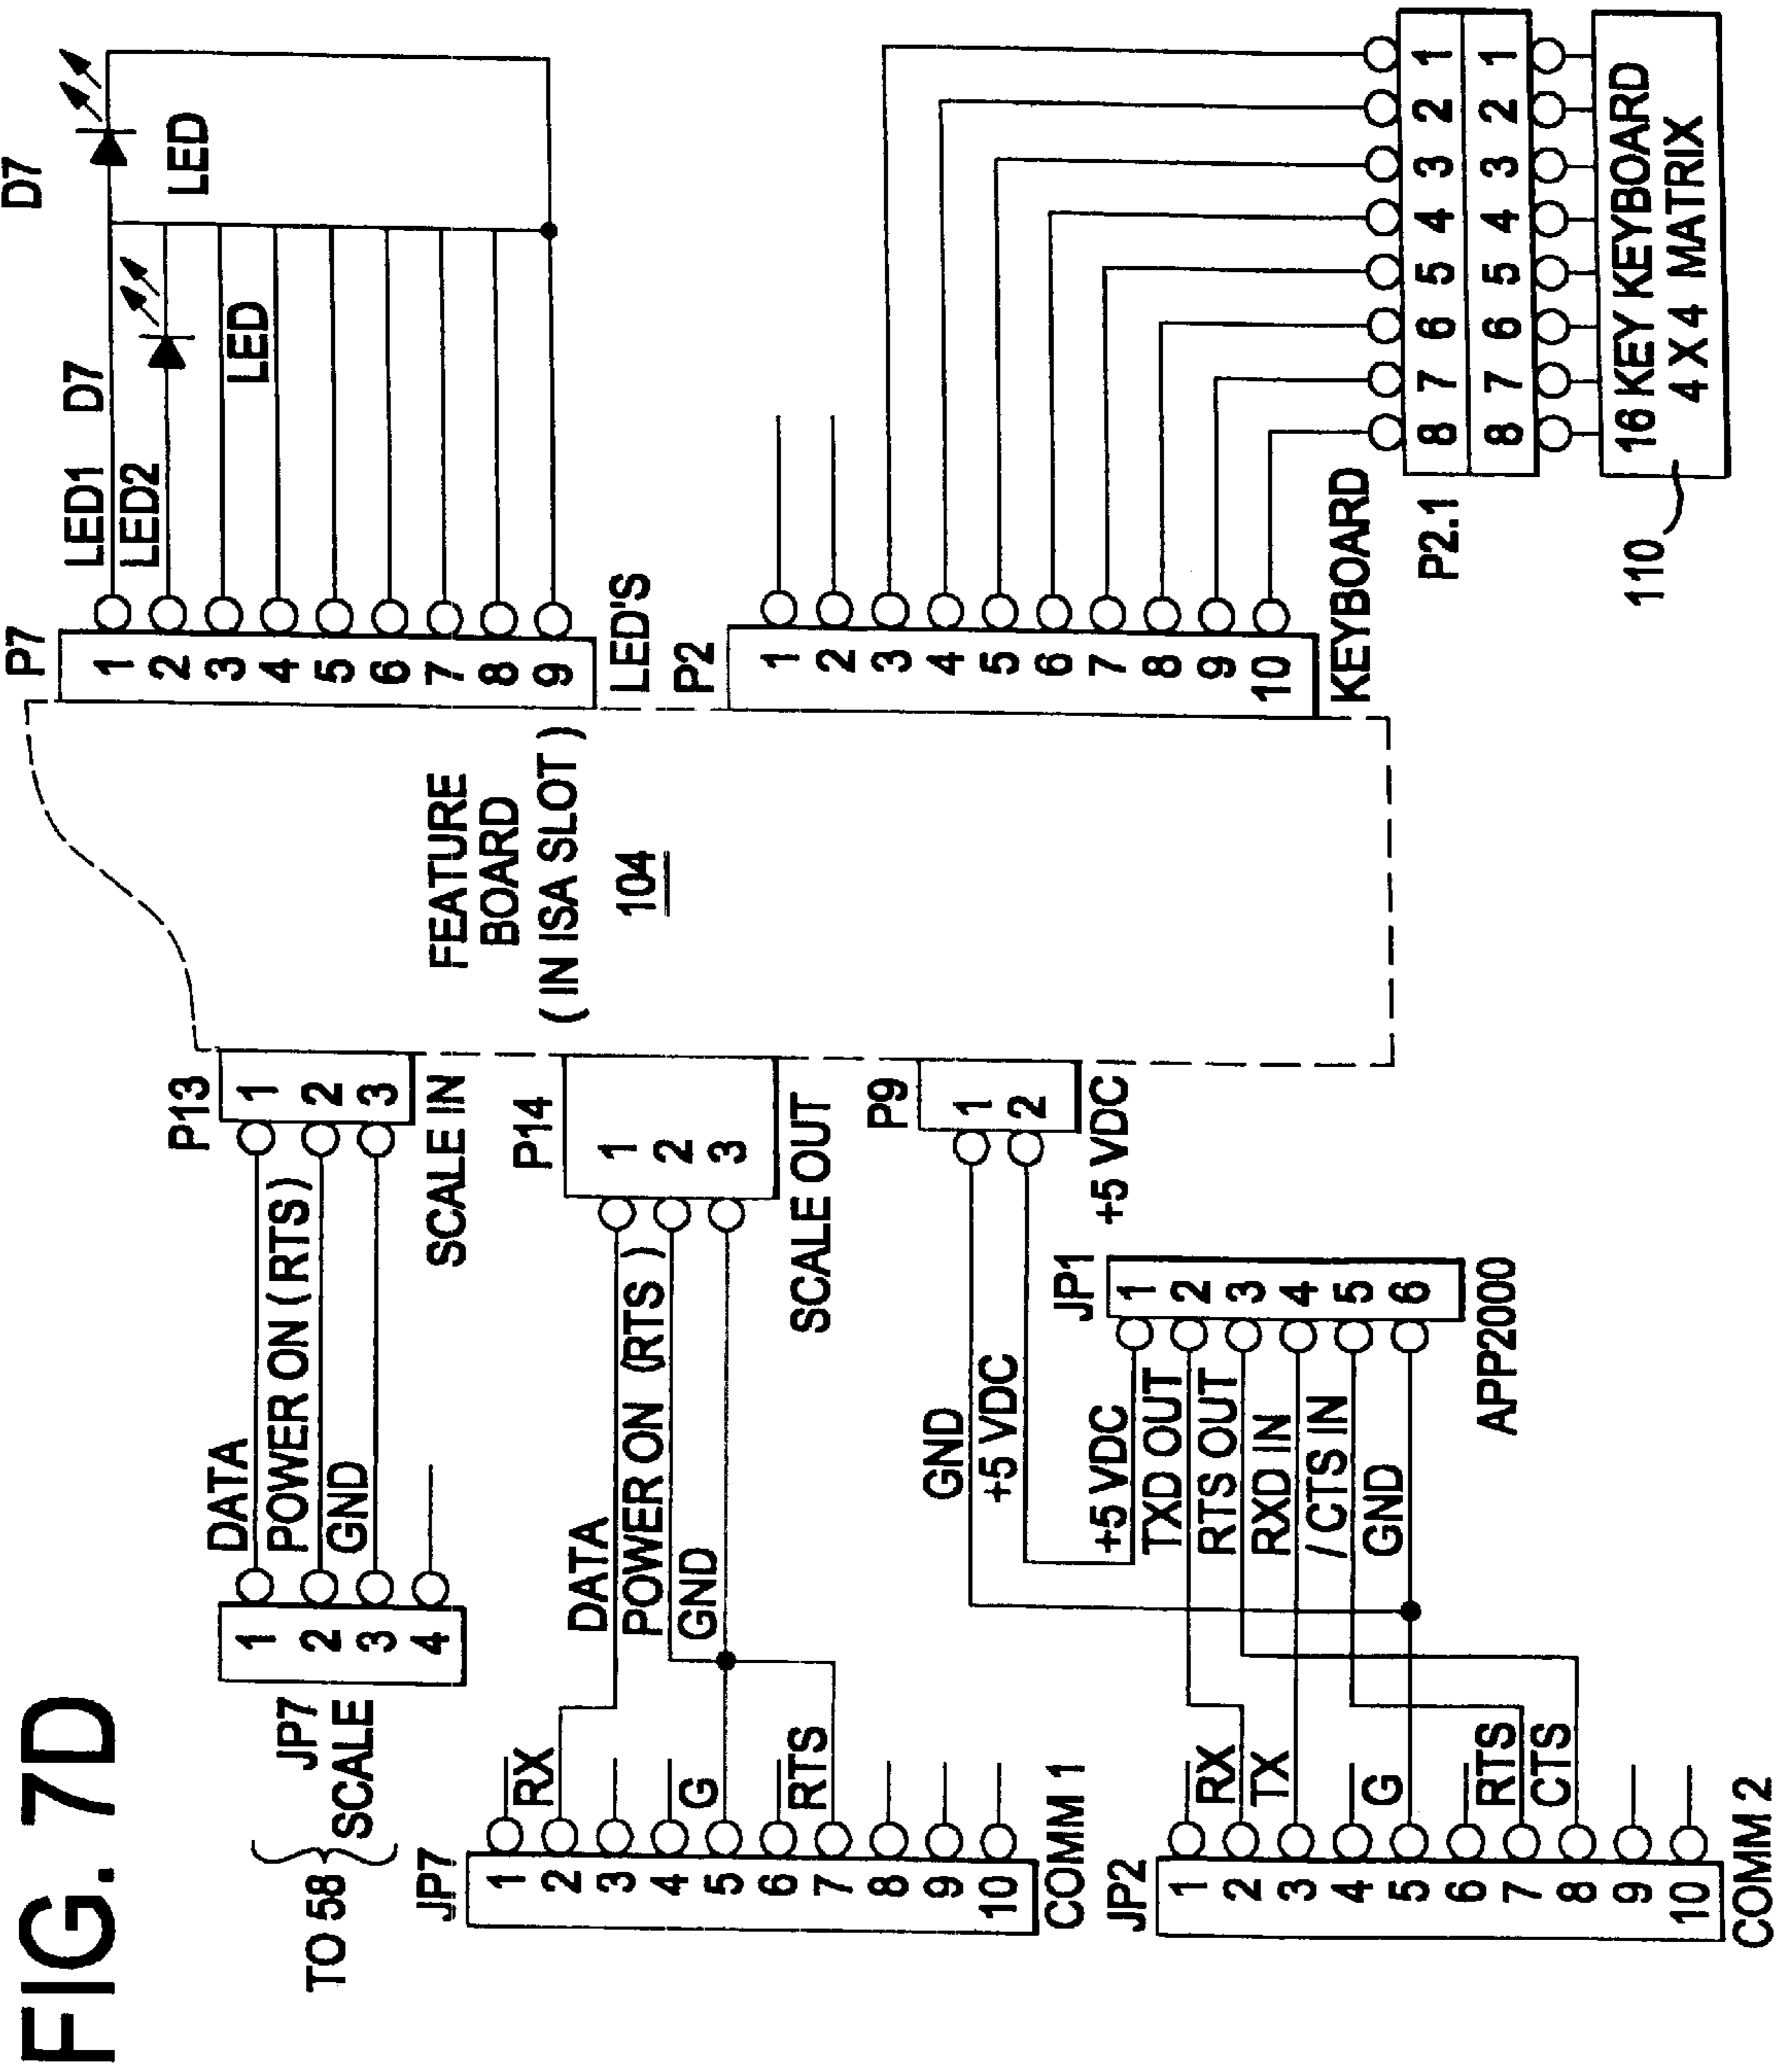 FIG. 7D
TO 58
JP7
SCALE
1
2
3
4
DATA
POWER ON ( RTS )
GND
P13
1
2
3
SCALE IN
JP7
1
2
3
4
5
6
7
8
9
10
COMM 1
RX
G
RTS
DATA
POWER ON (RTS )
GND
P14
1
2
3
SCALE OUT
JP2
1
2
3
4
5
6
7
8
9
10
COMM 2
RX
TX
G
RTS
CTS
GND
+5 VDC
P9
1
2
+5 VDC
+5 VDC
TXD OUT
RTS OUT
RXD IN
/ CTS IN
GND
JP1
1
2
3
4
5
6
APP2000
FEATURE
BOARD
( IN ISA SLOT )
104
P7
1
2
3
4
5
6
7
8
9
LED'S
LED1 D7
LED2
LED
D7
LED
P2
1
2
3
4
5
6
7
8
9
10
KEYBOARD
P2.1
8 7 6 5 4 3 2 1
8 7 6 5 4 3 2 1
16 KEY KEYBOARD
4 X 4 MATRIX
110